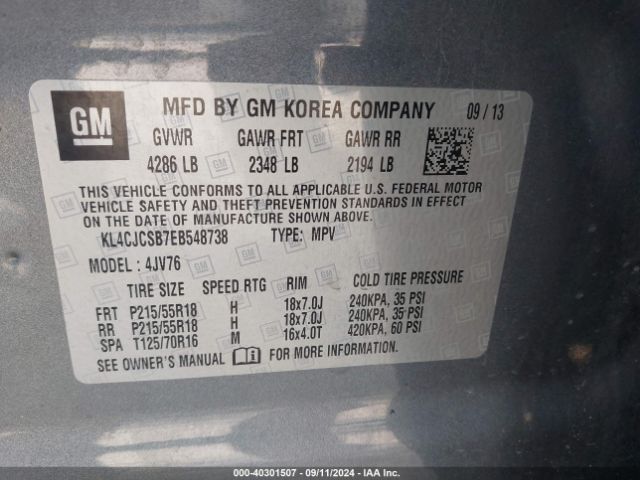 GM MFD BY GM KOREA COMPANY 09 / 13
GVWR GAWR FRT GAWR RR
4286 LB 2348 LB 2194 LB
THIS VEHICLE CONFORMS TO ALL APPLICABLE U.S. FEDERAL MOTOR
VEHICLE SAFETY AND THEFT PREVENTION STANDARDS IN EFFECT
ON THE DATE OF MANUFACTURE SHOWN ABOVE.
KL4CJCSB7EB548738 TYPE: MPV
MODEL : 4JV76
TIRE SIZE SPEED RTG RIM COLD TIRE PRESSURE
FRT P215/55R18 H 18x7.0J 240KPA, 35 PSI
RR P215/55R18 H 18x7.0J 240KPA, 35 PSI
SPA T125/70R16 M 16x4.0T 420KPA, 60 PSI
SEE OWNER'S MANUAL FOR MORE INFORMATION.
000-40301507 - 09/11/2024 - IAA Inc.